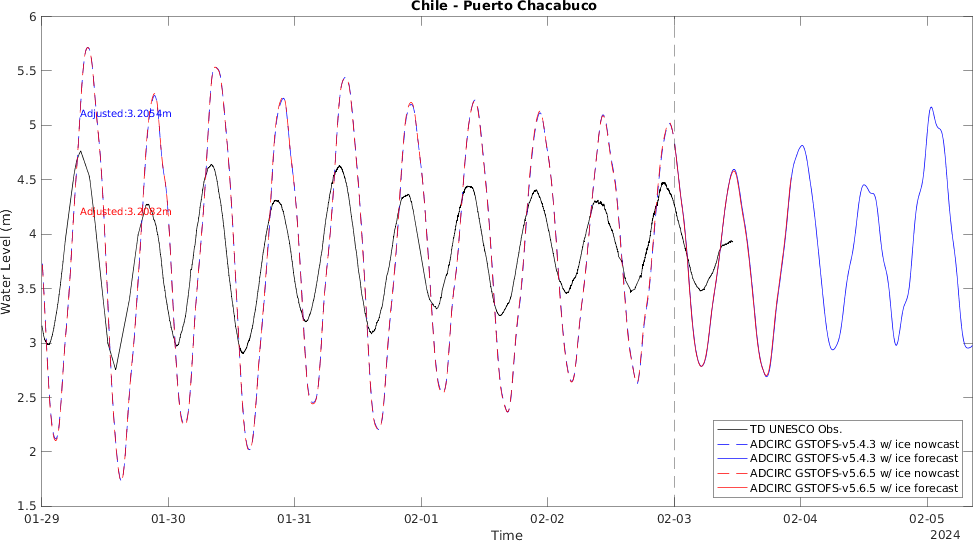 Chile - Puerto Chacabuco
6
5.5
5
4.5
4
3.5
3
2.5
2
1.5
Water Level (m)
Adjusted:3.2054m
Adjusted:3.2082m
TD UNESCO Obs.
ADCIRC GSTOFS-v5.4.3 w/ ice nowcast
ADCIRC GSTOFS-v5.4.3 w/ ice forecast
ADCIRC GSTOFS-v5.6.5 w/ ice nowcast
ADCIRC GSTOFS-v5.6.5 w/ ice forecast
01-29 01-30 01-31 02-01 02-02 02-03 02-04 02-05
Time
2024